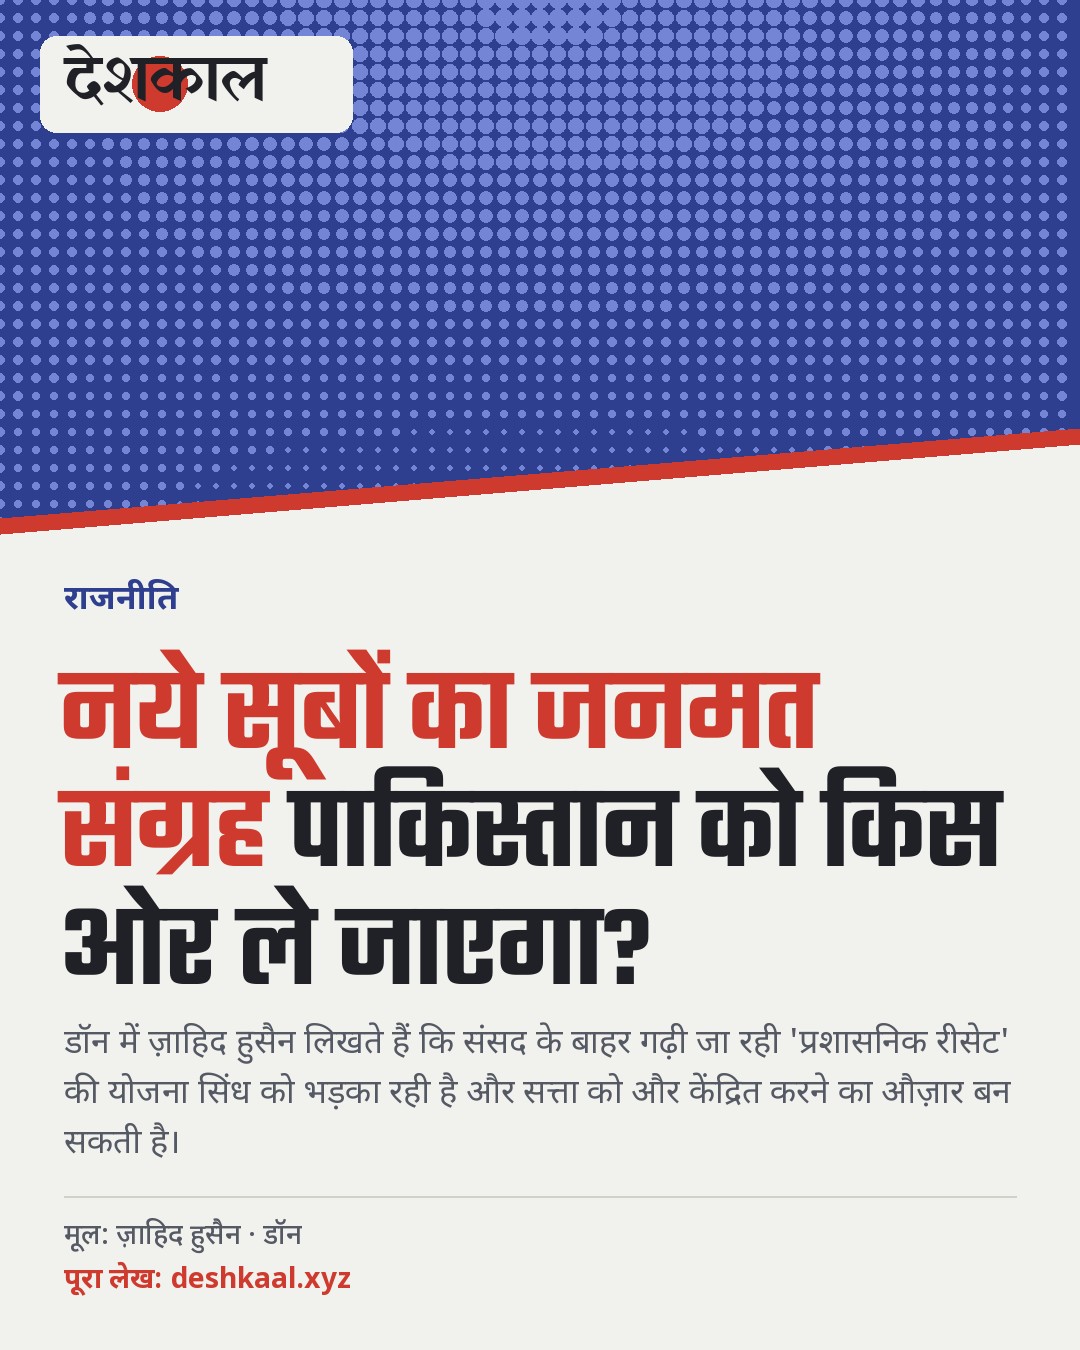 देशकाल
राजनीति
नये सूबों का जनमत
संग्रह पाकिस्तान को किस
ओर ले जाएगा?
डॉन में ज़ाहिद हुसैन लिखते हैं कि संसद के बाहर गढ़ी जा रही 'प्रशासनिक रीसेट'
की योजना सिंध को भड़का रही है और सत्ता को और केंद्रित करने का औज़ार बन
सकती है।
मूल: ज़ाहिद हुसैन · डॉन
पूरा लेख: deshkaal.xyz